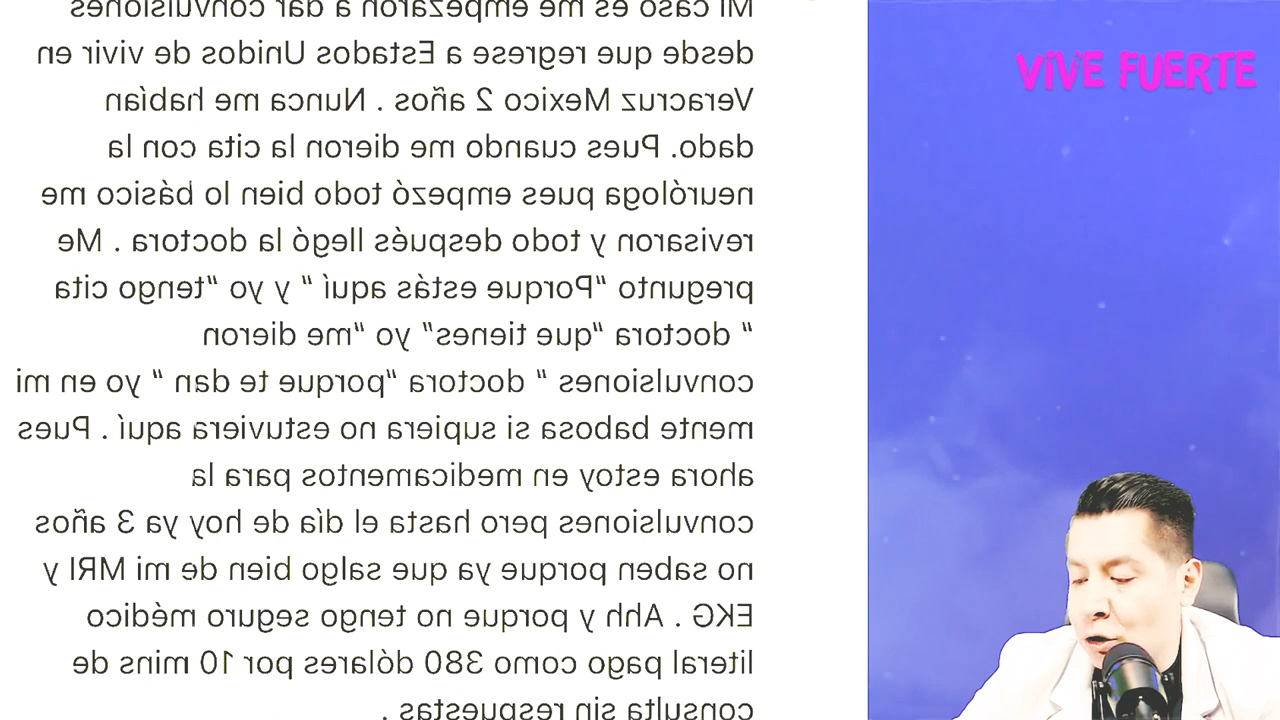 Mi caso es me empezaron a dar convulsiones
desde que regrese a Estados Unidos de vivir en
Veracruz Mexico 2 años . Nunca me habían
dado. Pues cuando me dieron la cita con la
neuróloga pues empezó todo bien lo básico me
revisaron y todo después llegó la doctora . Me
pregunto "Porque estás aquí " y yo "tengo cita
" doctora "que tienes" yo "me dieron
convulsiones " doctora "porque te dan " yo en mi
mente babosa si supiera no estuviera aquí . Pues
ahora estoy en medicamentos para la
convulsiones pero hasta el día de hoy ya 3 años
no saben porque ya que salgo bien de mi MRI y
EKG . Ahh y porque no tengo seguro médico
literal pago como 380 dólares por 10 mins de
consulta sin respuestas .
VIVE FUERTE